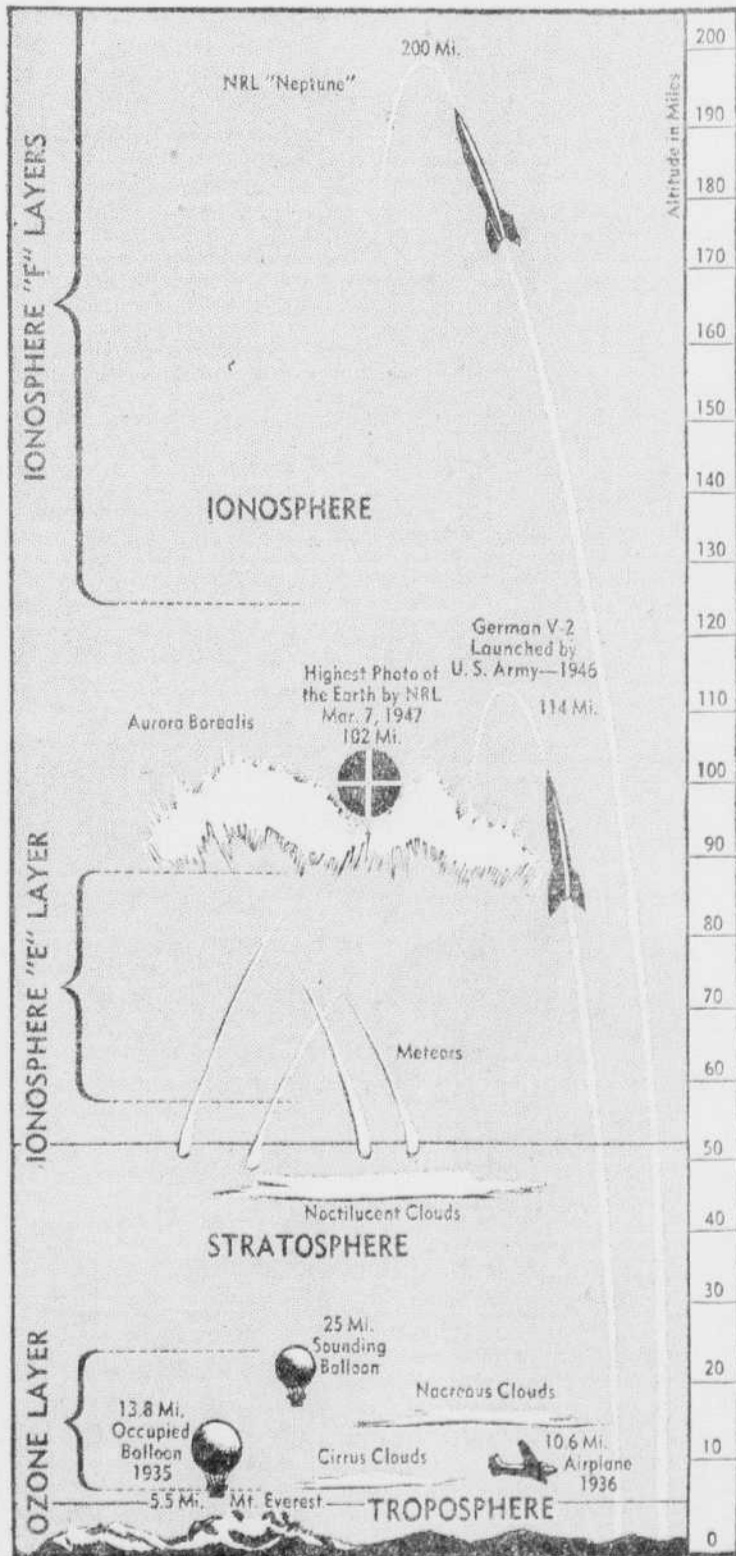 200 Mi.
NRL "Neptune"
IONOSPHERE "F" LAYERS
IONOSPHERE
German V-2
Launched by
U. S. Army—1946
114 Mi.
Highest Photo of
the Earth by NRL
Mar. 7, 1947
102 Mi.
Aurora Borealis
IONOSPHERE "E" LAYER
Meteors
Noctilucent Clouds
STRATOSPHERE
OZONE LAYER
25 Mi.
Sounding
Balloon
Nacreous Clouds
13.8 Mi.
Occupied
Balloon
1935
Cirrus Clouds
10.6 Mi.
Airplane
1936
5.5 Mi. Mt. Everest
TROPOSPHERE
Altitude in Miles
200
190
180
170
160
150
140
130
120
110
100
90
80
70
60
50
40
30
20
10
0